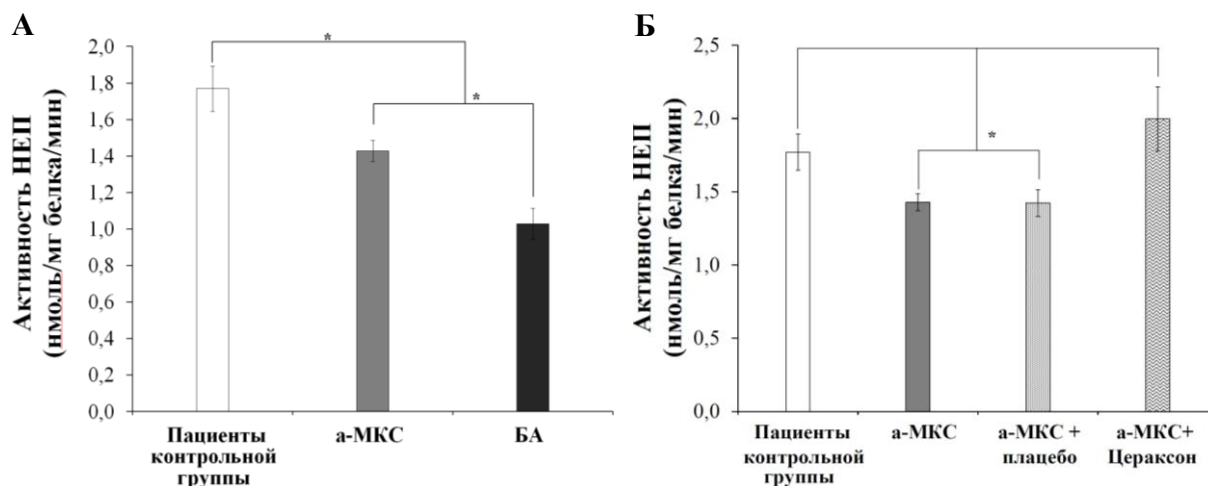 А
Активность НЕП
(нмоль/мг белка/мин)
2,0
1,8
1,6
1,4
1,2
1,0
0,8
0,6
0,4
0,2
0,0
*
*
Пациенты
контрольной
группы
а-МКС
БА
Б
Активность НЕП
(нмоль/мг белка/мин)
2,5
2,0
1,5
1,0
0,5
0,0
*
Пациенты
контрольной
группы
а-МКС
а-МКС +
плацебо
а-МКС+
Цераксон